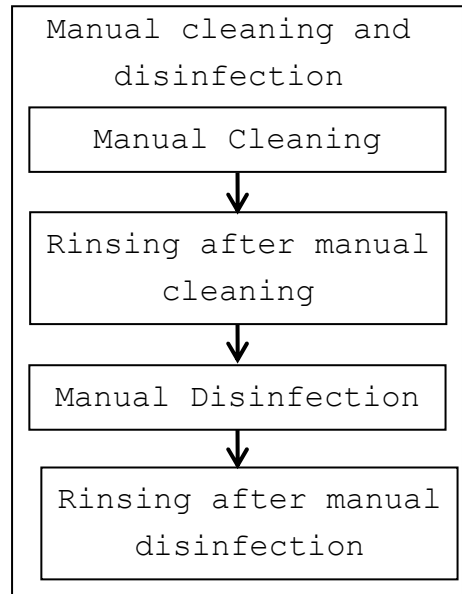 Manual cleaning and
disinfection
Manual Cleaning
Rinsing after manual
cleaning
Manual Disinfection
Rinsing after manual
disinfection